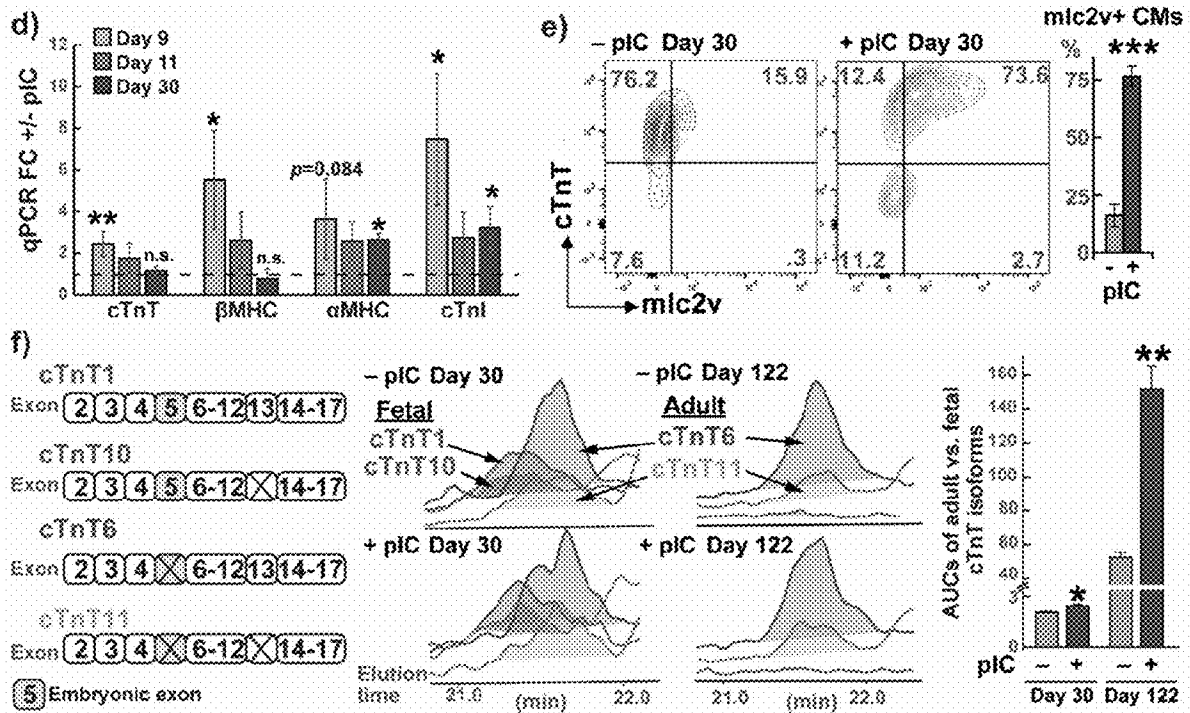 d)
Day 9
Day 11
Day 30
qPCR FC +/- pIC
12
10
8
6
4
2
0
**
n.s.
*
n.s.
p=0.084
*
*
*
cTnT
βMHC
αMHC
cTnI
e)
– pIC Day 30
+ pIC Day 30
76.2
15.9
7.6
.3
12.4
73.6
11.2
2.7
cTnT
mlc2v
mlc2v+ CMs
%
***
75
50
25
0
- +
pIC
f)
cTnT1
Exon 2 3 4 5 6-12 13 14-17
cTnT10
Exon 2 3 4 5 6-12 X 14-17
cTnT6
Exon 2 3 4 X 6-12 13 14-17
cTnT11
Exon 2 3 4 X 6-12 X 14-17
5 Embryonic exon
– pIC Day 30
– pIC Day 122
Fetal
Adult
cTnT1
cTnT6
cTnT10
cTnT11
+ pIC Day 30
+ pIC Day 122
Elution
time
21.0
(min)
22.0
21.0
(min)
22.0
AUCs of adult vs. fetal
cTnT isoforms
160
140
120
100
80
60
40
3
0
*
**
pIC – + – +
Day 30 Day 122